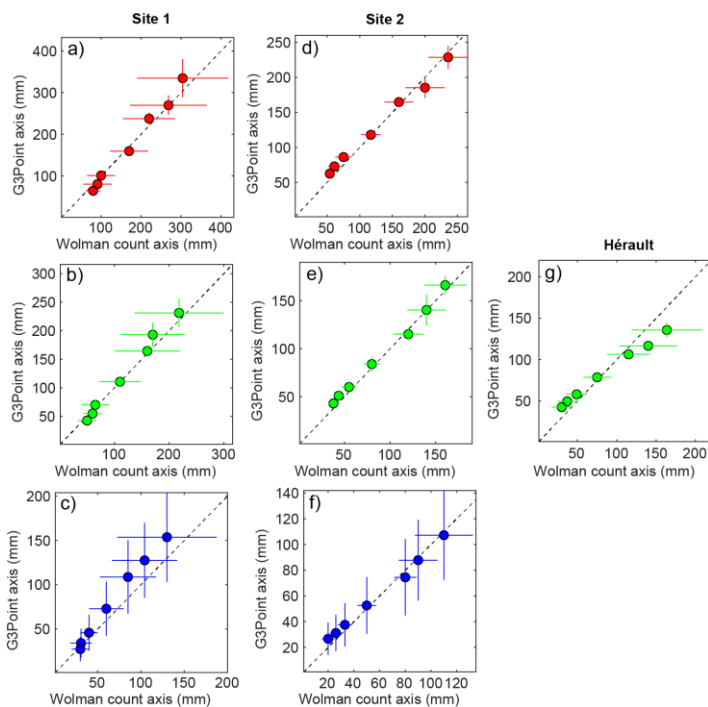 Site 1
Site 2
a)
400
300
200
100
G3Point axis (mm)
100 200 300 400
Wolman count axis (mm)
d)
250
200
150
100
50
G3Point axis (mm)
50 100 150 200 250
Wolman count axis (mm)
b)
300
250
200
150
100
50
G3Point axis (mm)
100 200 300
Wolman count axis (mm)
e)
150
100
50
G3Point axis (mm)
50 100 150
Wolman count axis (mm)
Hérault
g)
200
150
100
50
G3Point axis (mm)
50 100 150 200
Wolman count axis (mm)
c)
200
150
100
50
G3Point axis (mm)
50 100 150 200
Wolman count axis (mm)
f)
140
120
100
80
60
40
20
G3Point axis (mm)
20 40 60 80 100 120
Wolman count axis (mm)